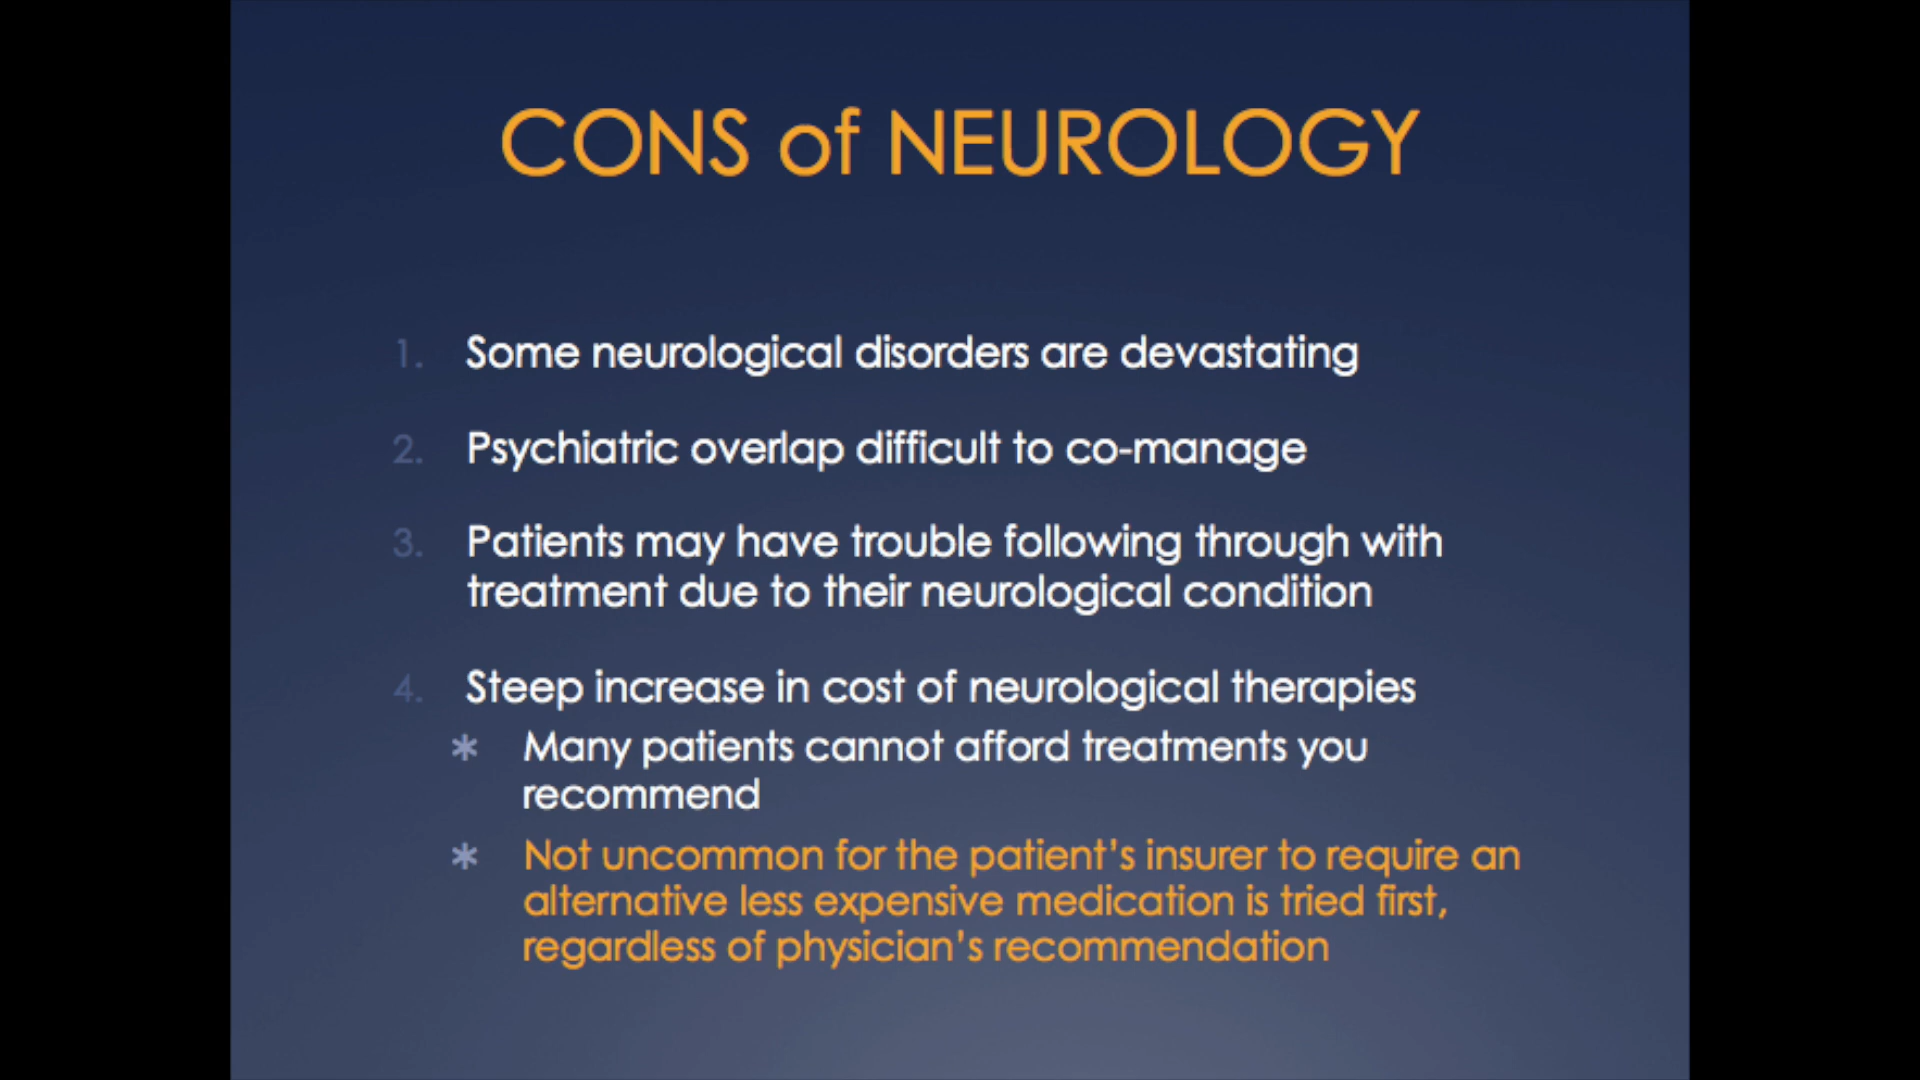 CONS of NEUROLOGY
1. Some neurological disorders are devastating
2. Psychiatric overlap difficult to co-manage
3. Patients may have trouble following through with
treatment due to their neurological condition
4. Steep increase in cost of neurological therapies
* Many patients cannot afford treatments you
recommend
* Not uncommon for the patient’s insurer to require an
alternative less expensive medication is tried first,
regardless of physician’s recommendation